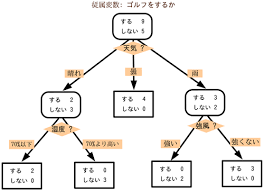 従属変数: ゴルフをするか
する 9
しない 5
天気 ?
晴れ
曇
雨
する 2
しない 3
する 4
しない 0
する 3
しない 2
湿度 ?
強風 ?
70%以下
70%より高い
強い
強くない
する 2
しない 0
する 0
しない 3
する 0
しない 2
する 3
しない 0